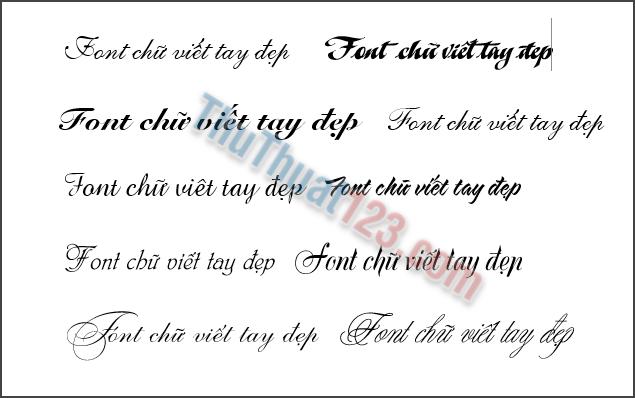 Font chữ viết tay đẹp Font chữ viết tay đẹp
Font chữ viết tay đẹp Font chữ viết tay đẹp
Font chữ viêt tay đẹp Font chữ viết tay đẹp
Font chữ viết tay đẹp Font chữ viết tay đẹp
Font chữ viết tay đẹp Font chữ viết tay đẹp
ThuThuat123.com